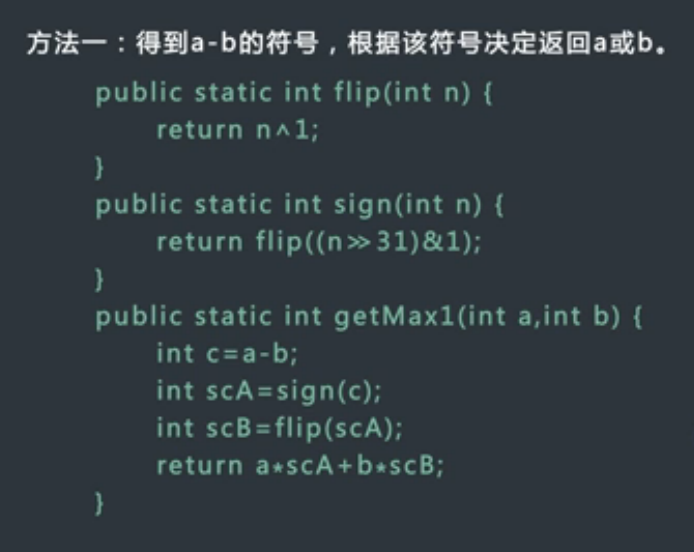 方法一：得到a-b的符号，根据该符号决定返回a或b。
public static int flip(int n) {
return n^1;
}
public static int sign(int n) {
return flip((n>>31)&1);
}
public static int getMax1(int a,int b) {
int c=a-b;
int scA=sign(c);
int scB=flip(scA);
return a*scA+b*scB;
}